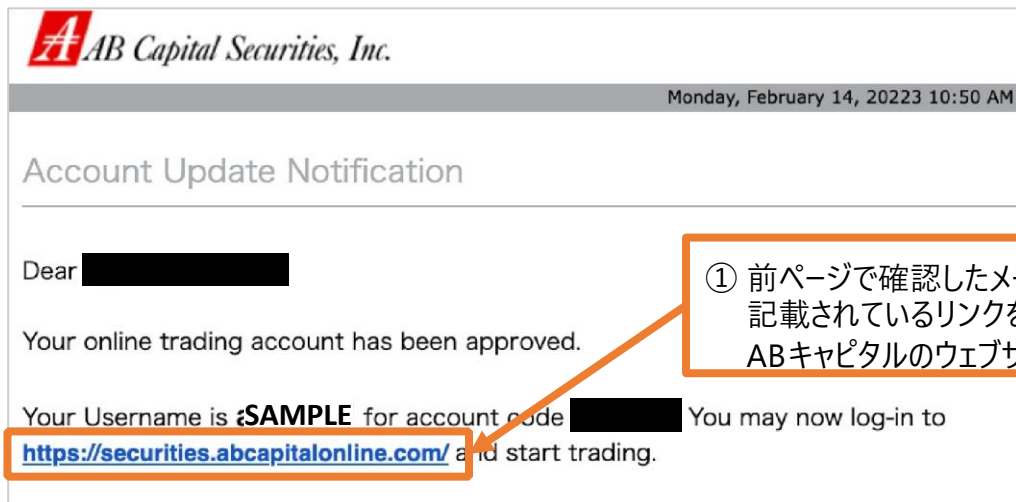 AB Capital Securities, Inc.
Monday, February 14, 20223 10:50 AM
Account Update Notification
Dear
① 前ページで確認したメ
記載されているリンクを
ABキャピタルのウェブサ
Your online trading account has been approved.
Your Username is SAMPLE for account code You may now log-in to
https://securities.abcapitalonline.com/ and start trading.